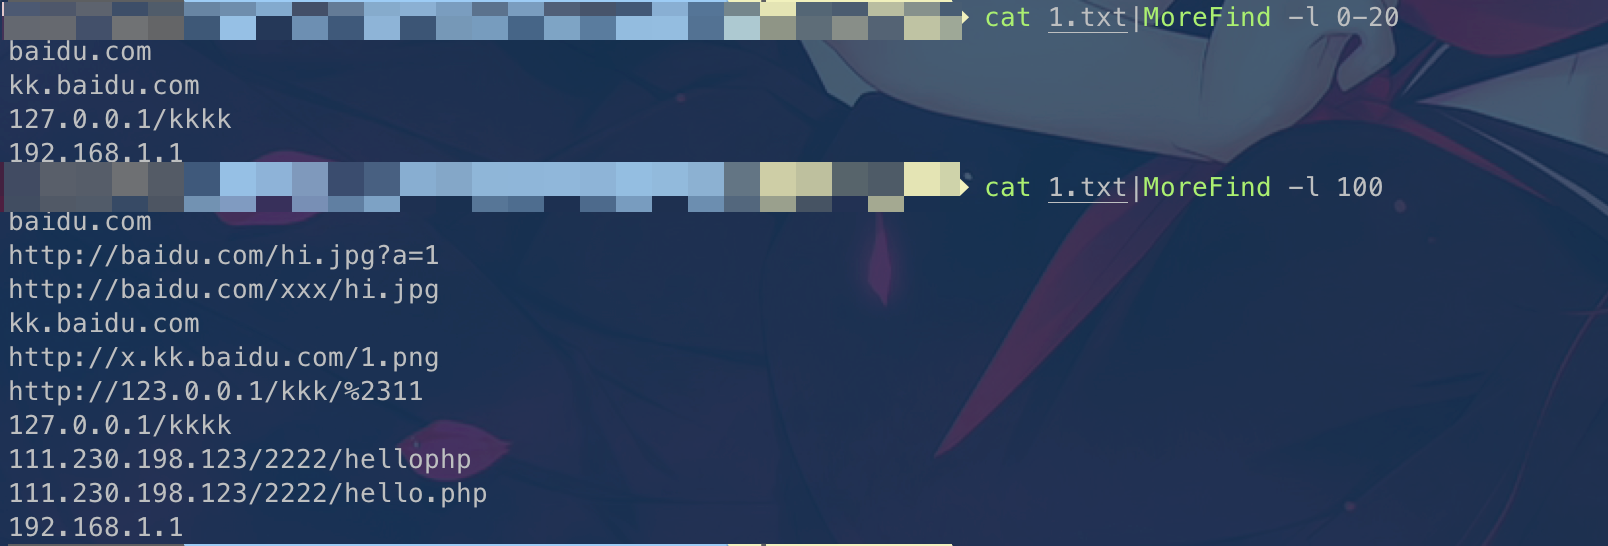 cat 1.txt|MoreFind -l 0-20
baidu.com
kk.baidu.com
127.0.0.1/kkkk
192.168.1.1
cat 1.txt|MoreFind -l 100
baidu.com
http://baidu.com/hi.jpg?a=1
http://baidu.com/xxx/hi.jpg
kk.baidu.com
http://x.kk.baidu.com/1.png
http://123.0.0.1/kkk/%2311
127.0.0.1/kkkk
111.230.198.123/2222/hellophp
111.230.198.123/2222/hello.php
192.168.1.1